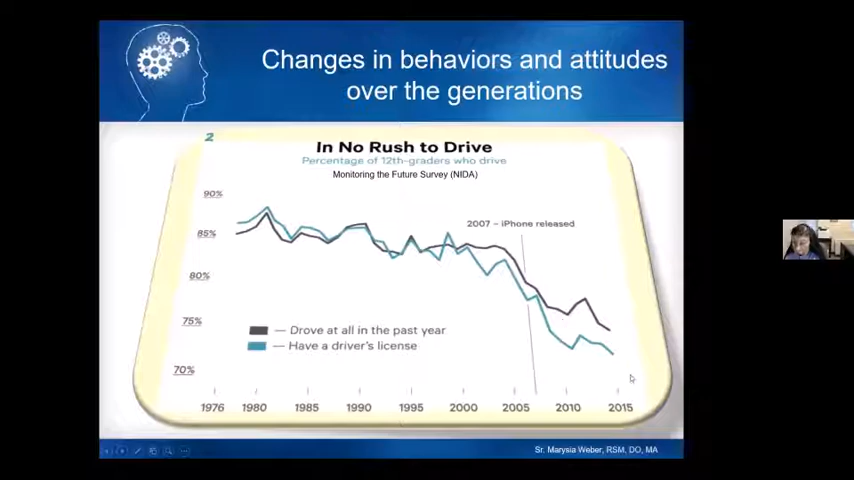 Changes in behaviors and attitudes
over the generations
2
In No Rush to Drive
Percentage of 12th-graders who drive
Monitoring the Future Survey (NIDA)
90%
2007 – iPhone released
85%
80%
75%
— Drove at all in the past year
— Have a driver's license
70%
1976 1980 1985 1990 1995 2000 2005 2010 2015
Sr. Marysia Weber, RSM, DO, MA